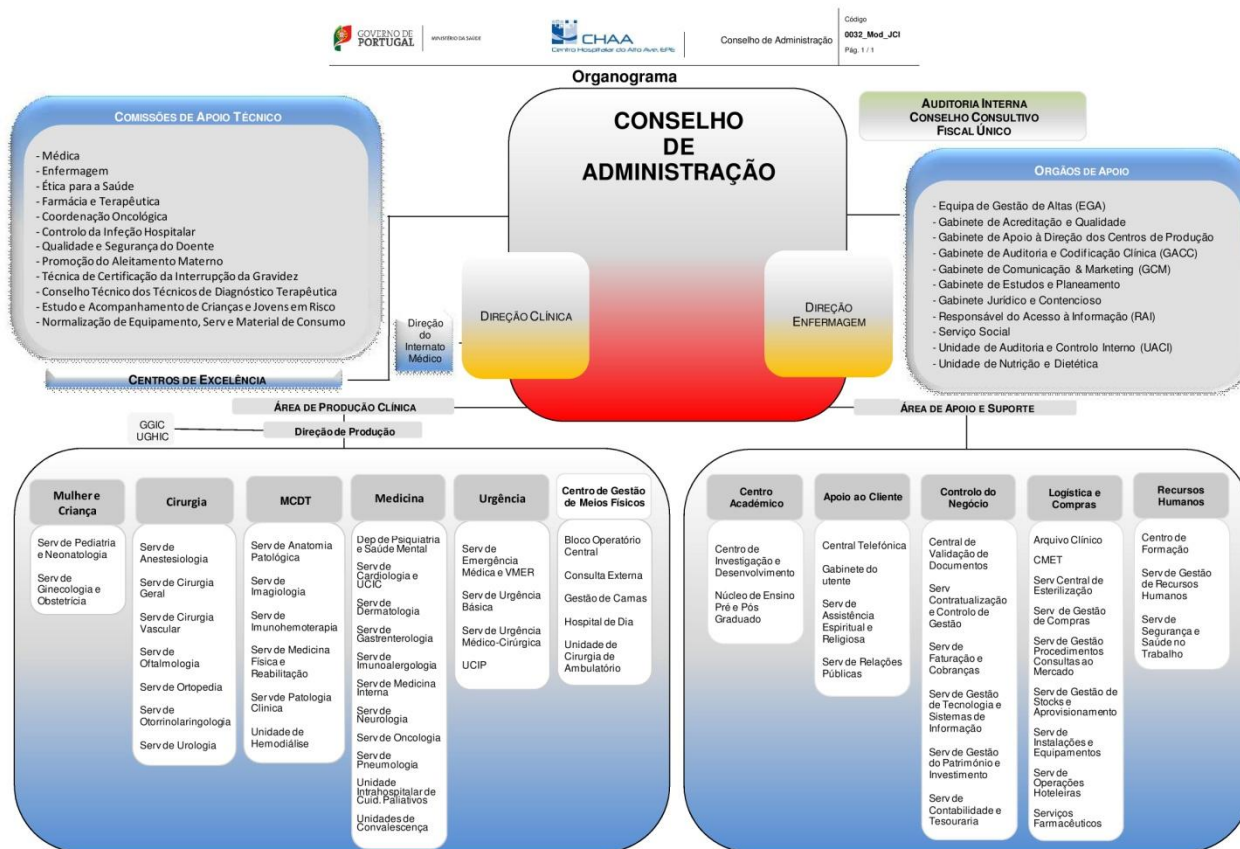 GOVERNO DE
PORTUGAL
MINISTÉRIO DA SAÚDE
CHAA
Centro Hospitalar do Alto Ave, EPE
Conselho de Administração
Código
0032_Mod_JCI
Pág. 1 / 1
Organograma
COMISSÕES DE APOIO TÉCNICO
- Médica
- Enfermagem
- Ética para a Saúde
- Farmácia e Terapêutica
- Coordenação Oncológica
- Controlo da Infeção Hospitalar
- Qualidade e Segurança do Doente
- Promoção do Aleitamento Materno
- Técnica de Certificação da Interrupção da Gravidez
- Conselho Técnico dos Técnicos de Diagnóstico Terapêutica
- Estudo e Acompanhamento de Crianças e Jovens em Risco
- Normalização de Equipamento, Serv e Material de Consumo
CENTROS DE EXCELÊNCIA
CONSELHO
DE
ADMINISTRAÇÃO
DIREÇÃO CLÍNICA
DIREÇÃO
ENFERMAGEM
Direção
do
Internato
Médico
AUDITORIA INTERNA
CONSELHO CONSULTIVO
FISCAL ÚNICO
ORGÃOS DE APOIO
- Equipa de Gestão de Altas (EGA)
- Gabinete de Acreditação e Qualidade
- Gabinete de Apoio à Direção dos Centros de Produção
- Gabinete de Auditoria e Codificação Clínica (GACC)
- Gabinete de Comunicação & Marketing (GCM)
- Gabinete de Estudos e Planeamento
- Gabinete Jurídico e Contencioso
- Responsável do Acesso à Informação (RAI)
- Serviço Social
- Unidade de Auditoria e Controlo Interno (UACI)
- Unidade de Nutrição e Dietética
ÁREA DE PRODUÇÃO CLÍNICA
GGIC
UGHIC
Direção de Produção
ÁREA DE APOIO E SUPORTE
Mulher e
Criança
Serv de Pediatria
e Neonatologia
Serv de
Ginecologia e
Obstetrícia
Cirurgia
Serv de
Anestesiologia
Serv de Cirurgia
Geral
Serv de Cirurgia
Vascular
Serv de
Oftalmologia
Serv de Ortopedia
Serv de
Otorrinolaringologia
Serv de Urologia
MCDT
Serv de Anatomia
Patológica
Serv de
Imagiologia
Serv de
Imunohemoterapia
Serv de Medicina
Física e
Reabilitação
Serv de Patologia
Clinica
Unidade de
Hemodiálise
Medicina
Dep de Psiquiatria
e Saúde Mental
Serv de
Cardiologia e
UCIC
Serv de
Dermatologia
Serv de
Gastrenterologia
Serv de
Imunoalergologia
Serv de Medicina
Interna
Serv de
Neurologia
Serv de Oncologia
Serv de
Pneumologia
Unidade
Intrahospitalar de
Cuid. Paliativos
Unidades de
Convalescença
Urgência
Serv de
Emergência
Médica e VMER
Serv de Urgência
Básica
Serv de Urgência
Médico-Cirúrgica
UCIP
Centro de Gestão
de Meios Físicos
Bloco Operatório
Central
Consulta Externa
Gestão de Camas
Hospital de Dia
Unidade de
Cirurgia de
Ambulatório
Centro
Académico
Centro de
Investigação e
Desenvolvimento
Núcleo de Ensino
Pré e Pós
Graduado
Apoio ao Cliente
Central Telefónica
Gabinete do
utente
Serv de
Assistência
Espiritual e
Religiosa
Serv de Relações
Públicas
Controlo do
Negócio
Central de
Validação de
Documentos
Serv
Contratualização
e Controlo de
Gestão
Serv de
Faturação e
Cobranças
Serv de Gestão
de Tecnologia e
Sistemas de
Informação
Serv de Gestão
do Património e
Investimento
Serv de
Contabilidade e
Tesouraria
Logística e
Compras
Arquivo Clínico
CMET
Serv Central de
Esterilização
Serv de Gestão
de Compras
Serv de Gestão
Procedimentos
Consultas ao
Mercado
Serv de Gestão de
Stocks e
Aprovisionamento
Serv de
Instalações e
Equipamentos
Serv de
Operações
Hoteleiras
Serviços
Farmacêuticos
Recursos
Humanos
Centro de
Formação
Serv de Gestão
de Recursos
Humanos
Serv de
Segurança e
Saúde no
Trabalho